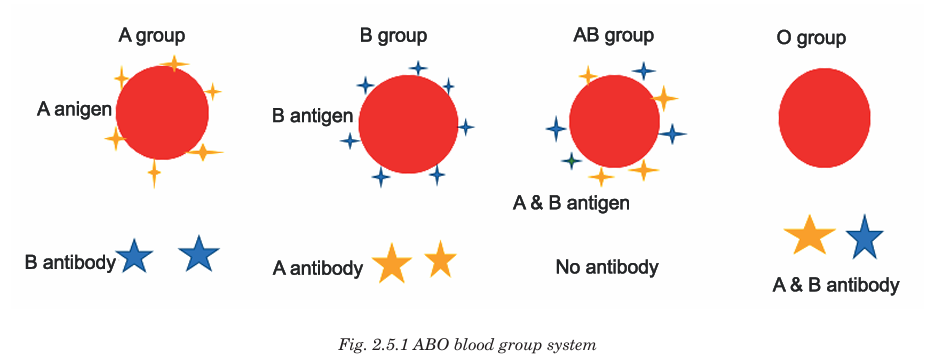 A group
B group
AB group
O group
A anigen
B antigen
A & B antigen
B antibody
A antibody
No antibody
A & B antibody
Fig. 2.5.1 ABO blood group system